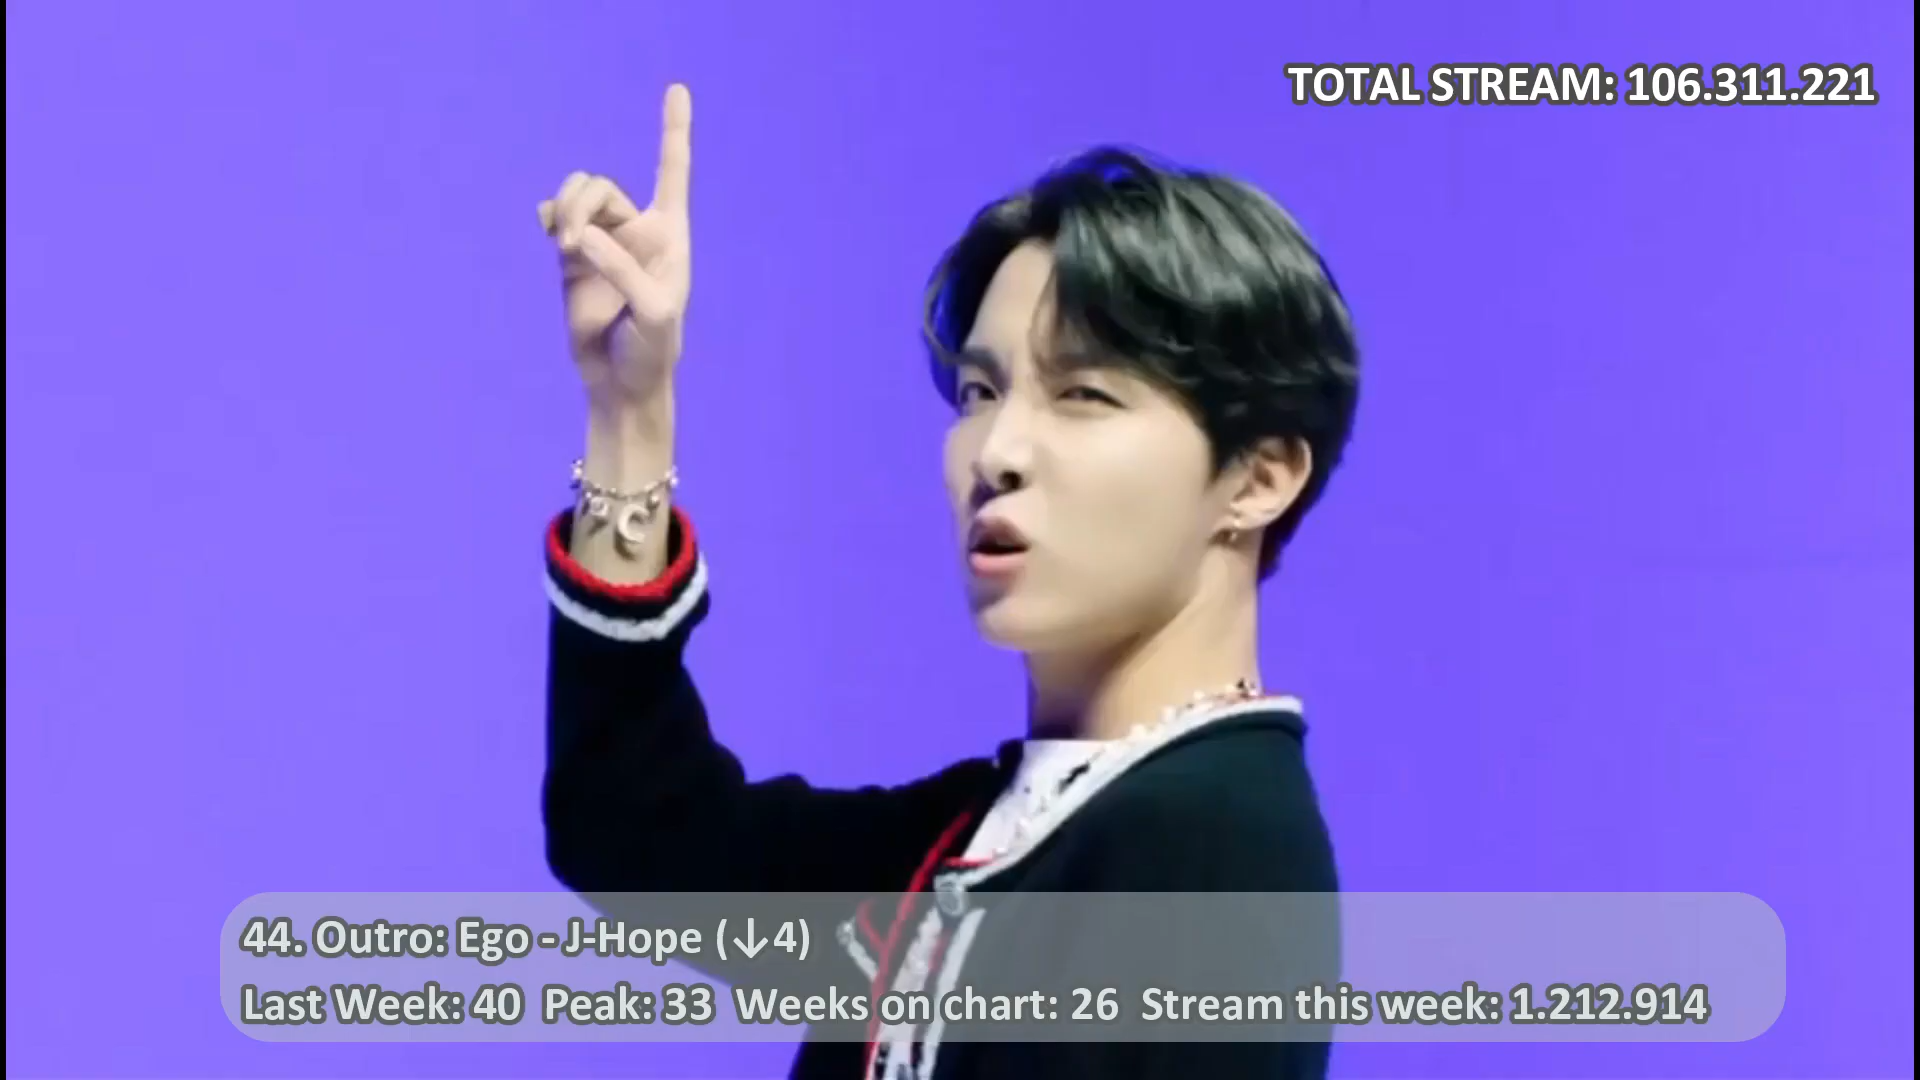 TOTAL STREAM: 106.311.221
44. Outro: Ego - J-Hope (↓4)
Last Week: 40 Peak: 33 Weeks on chart: 26 Stream this week: 1.212.914